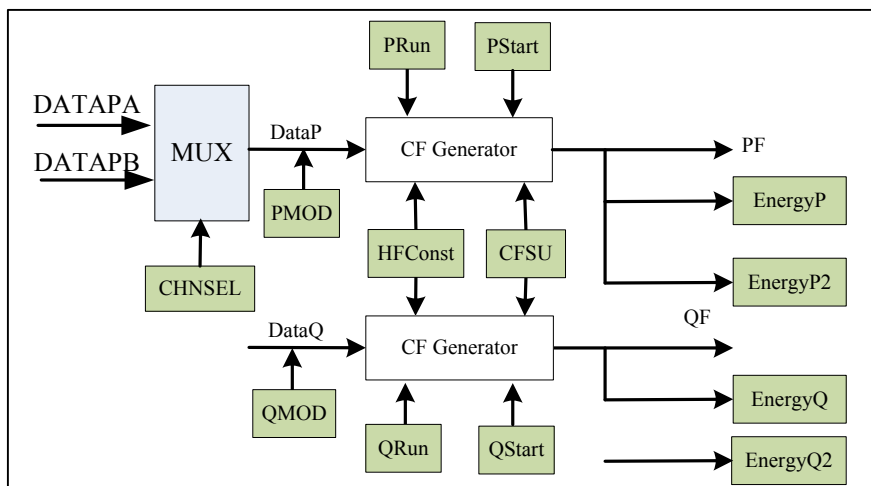 PRun
PStart
DATAPA
DATAPB
MUX
DataP
CF Generator
PF
PMOD
EnergyP
CHNSEL
HFConst
CFSU
EnergyP2
DataQ
CF Generator
QF
QMOD
EnergyQ
QRun
QStart
EnergyQ2